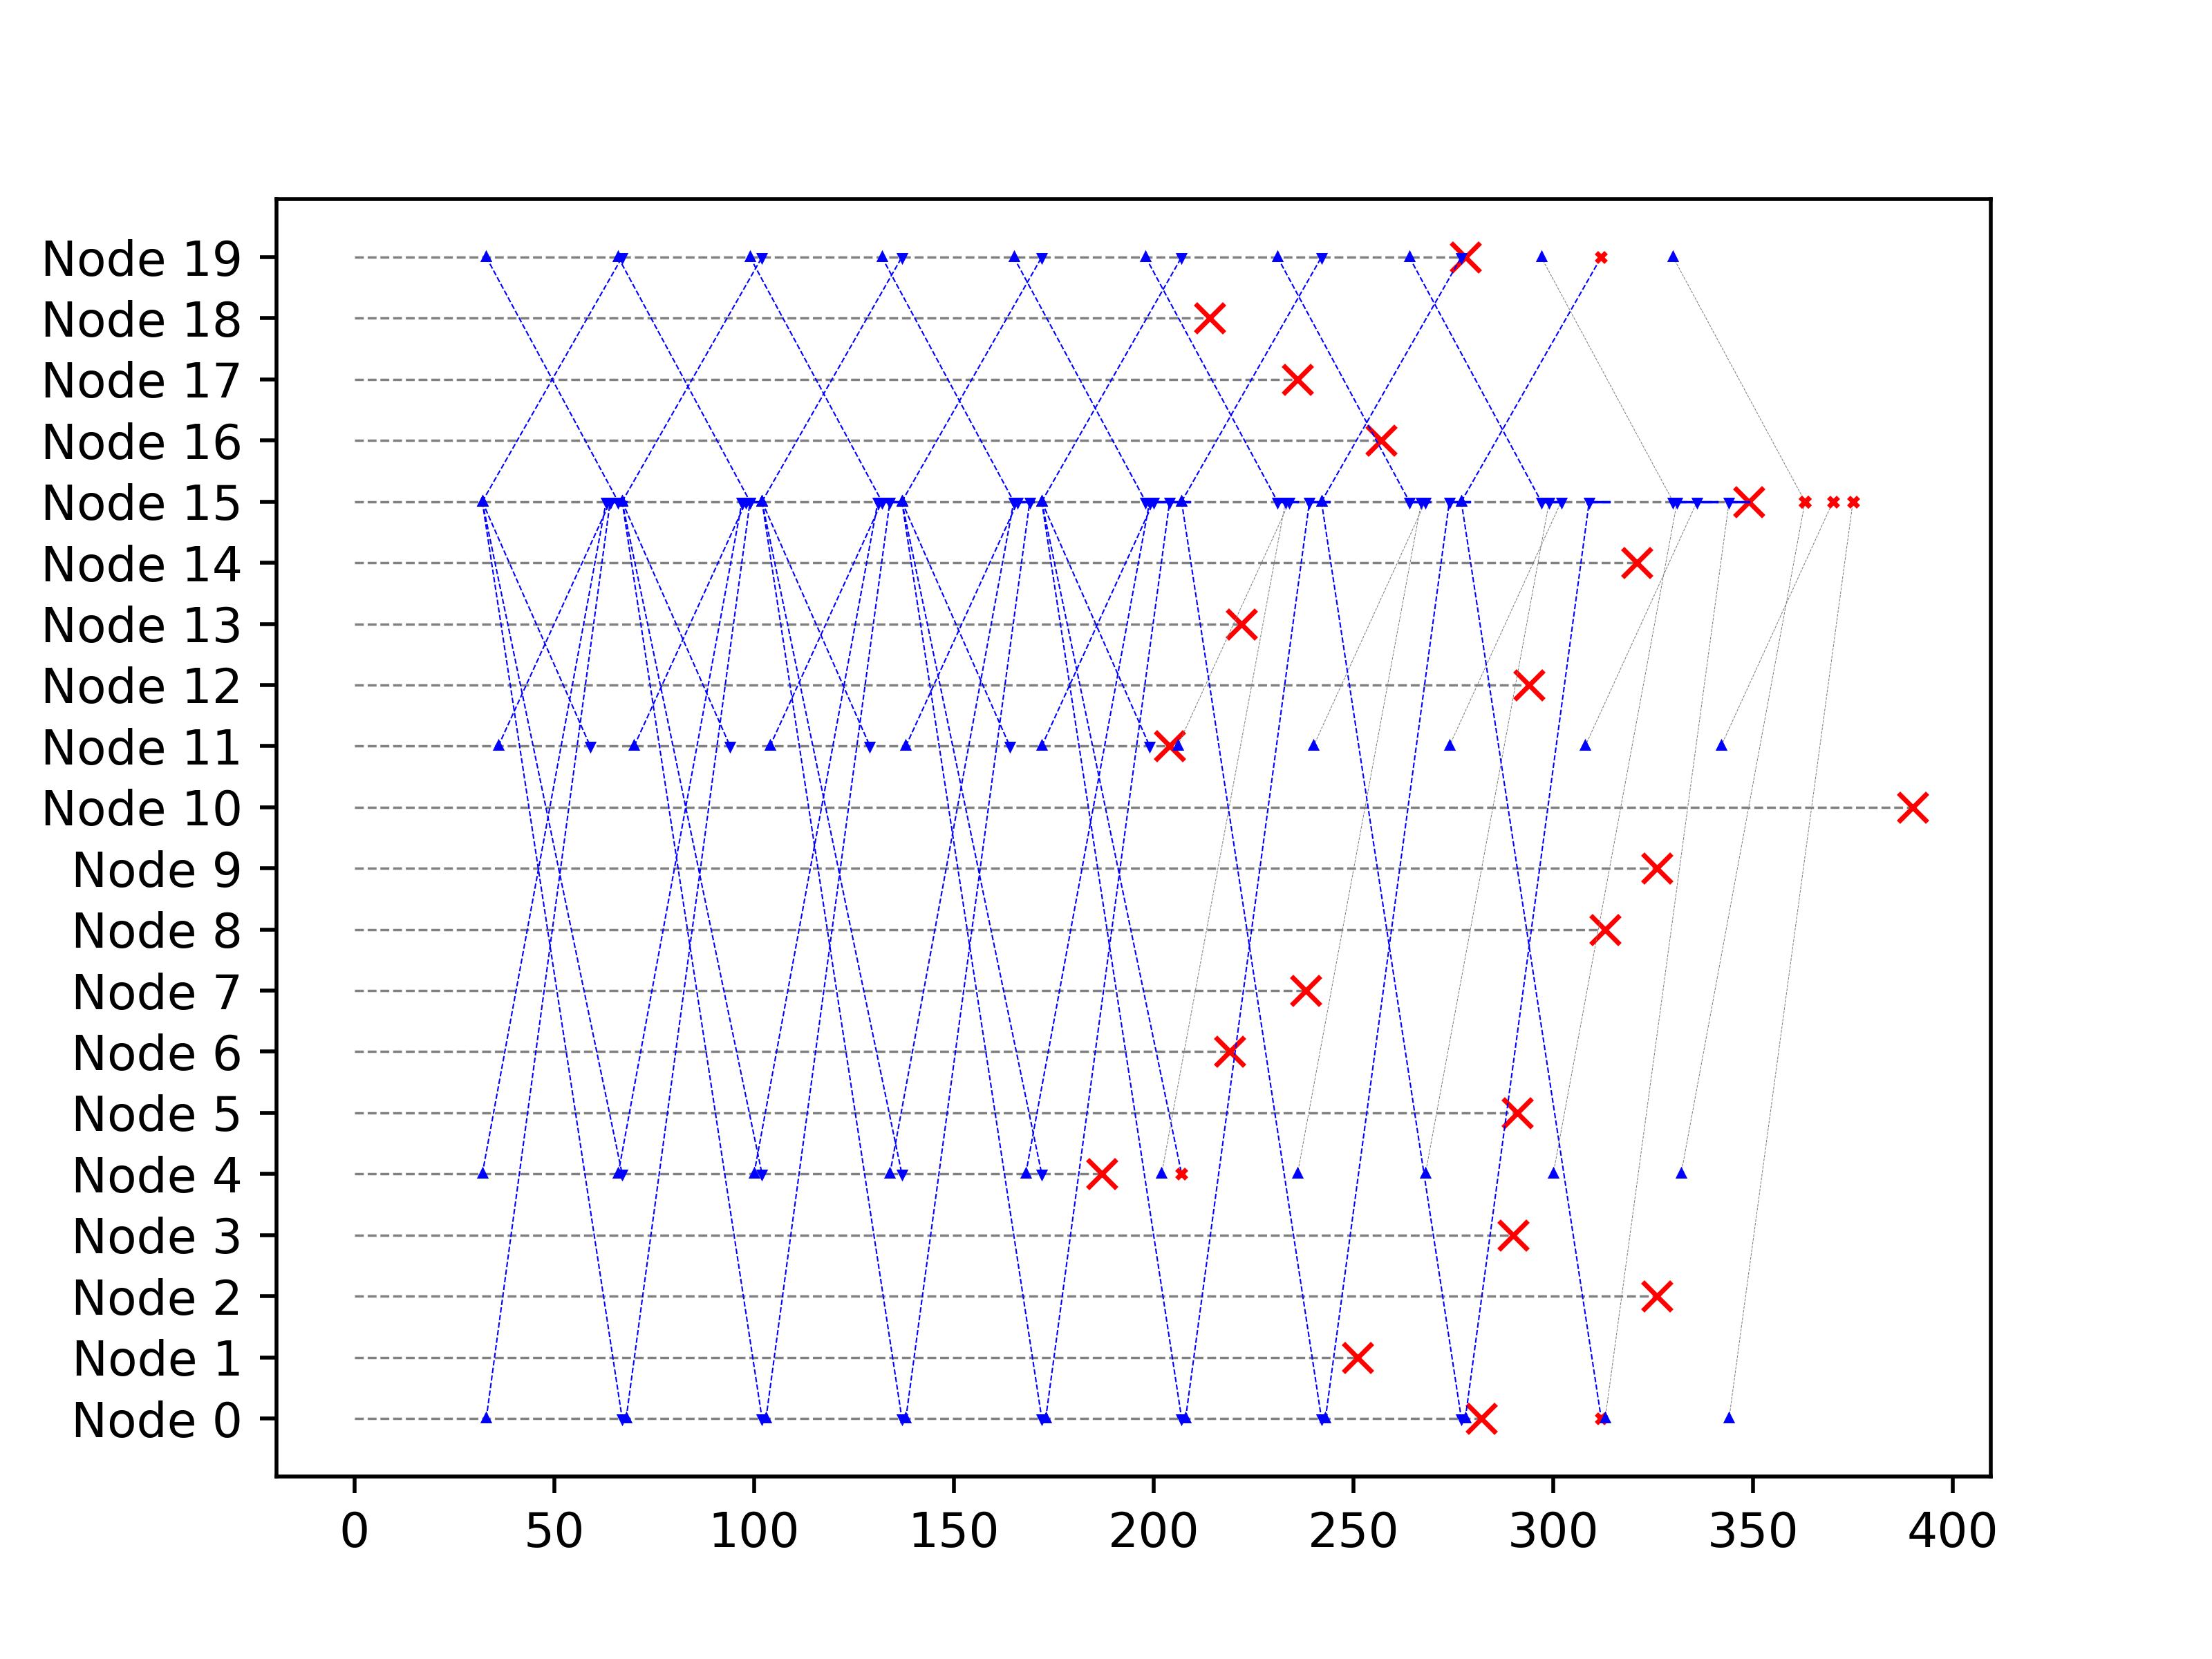 Node 19
Node 18
Node 17
Node 16
Node 15
Node 14
Node 13
Node 12
Node 11
Node 10
Node 9
Node 8
Node 7
Node 6
Node 5
Node 4
Node 3
Node 2
Node 1
Node 0
0 50 100 150 200 250 300 350 400